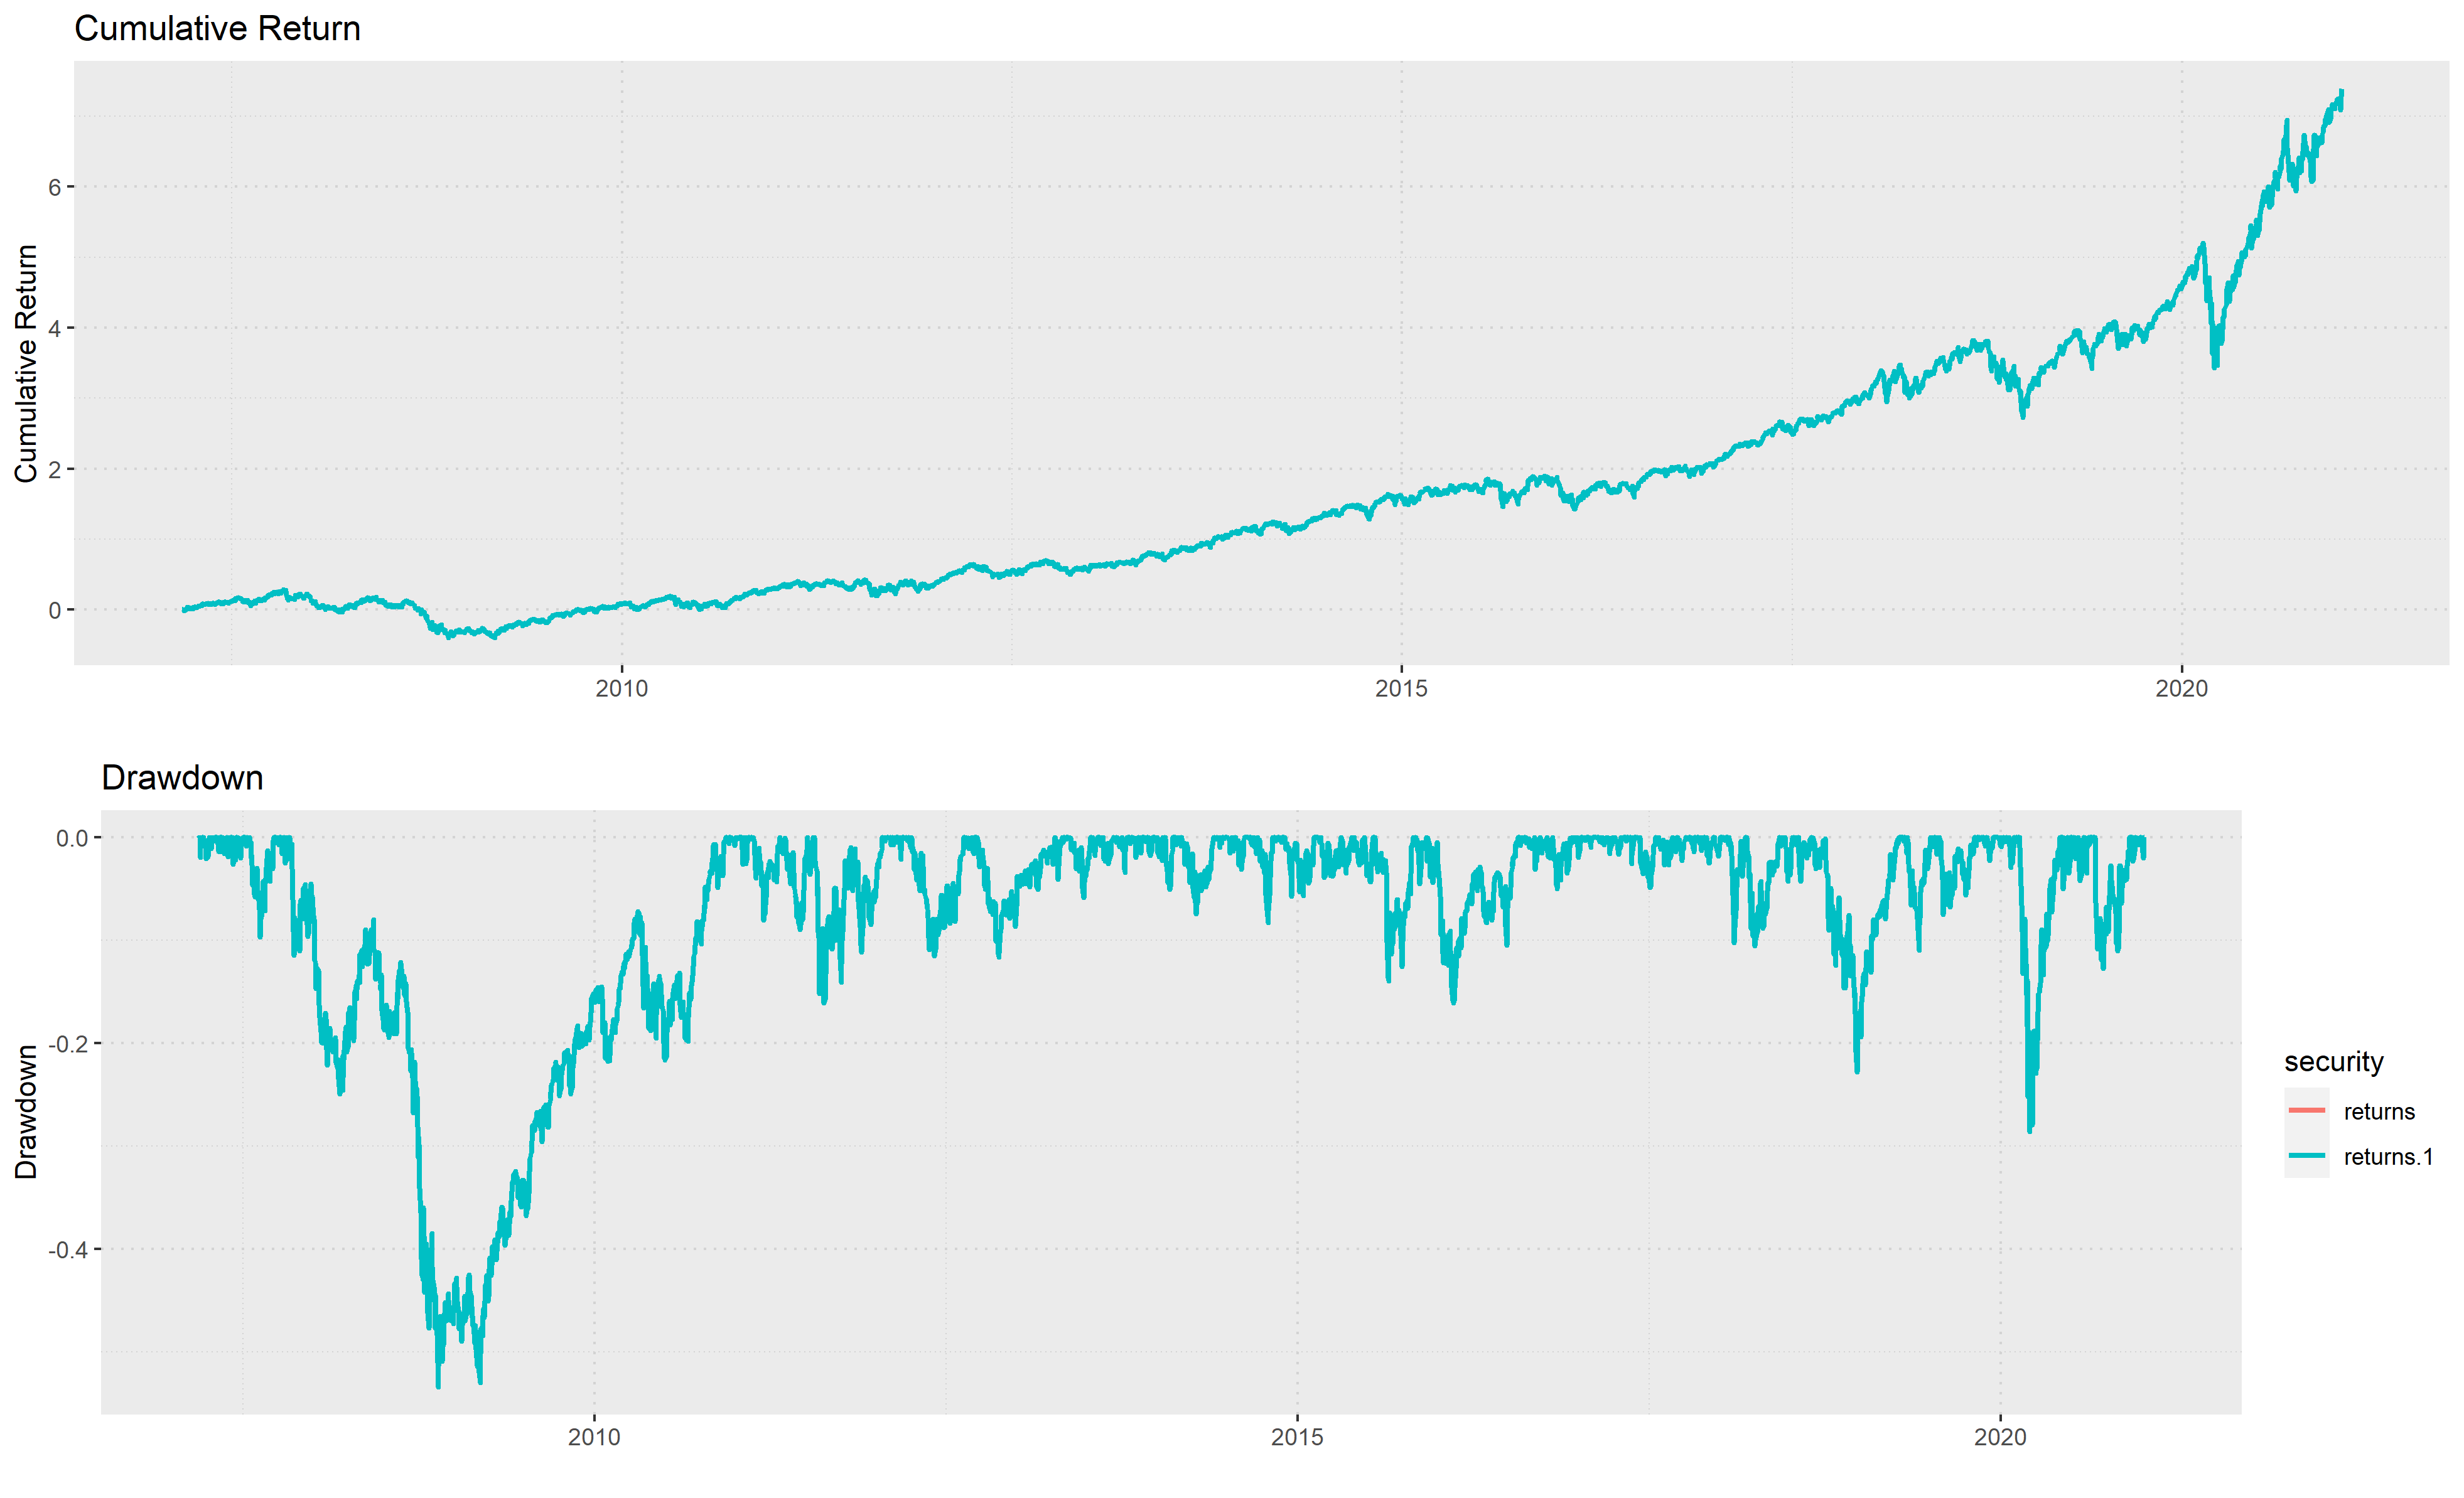 Cumulative Return
Cumulative Return
6
4
2
0
2010
2015
2020
Drawdown
Drawdown
0.0
-0.2
-0.4
2010
2015
2020
security
returns
returns.1